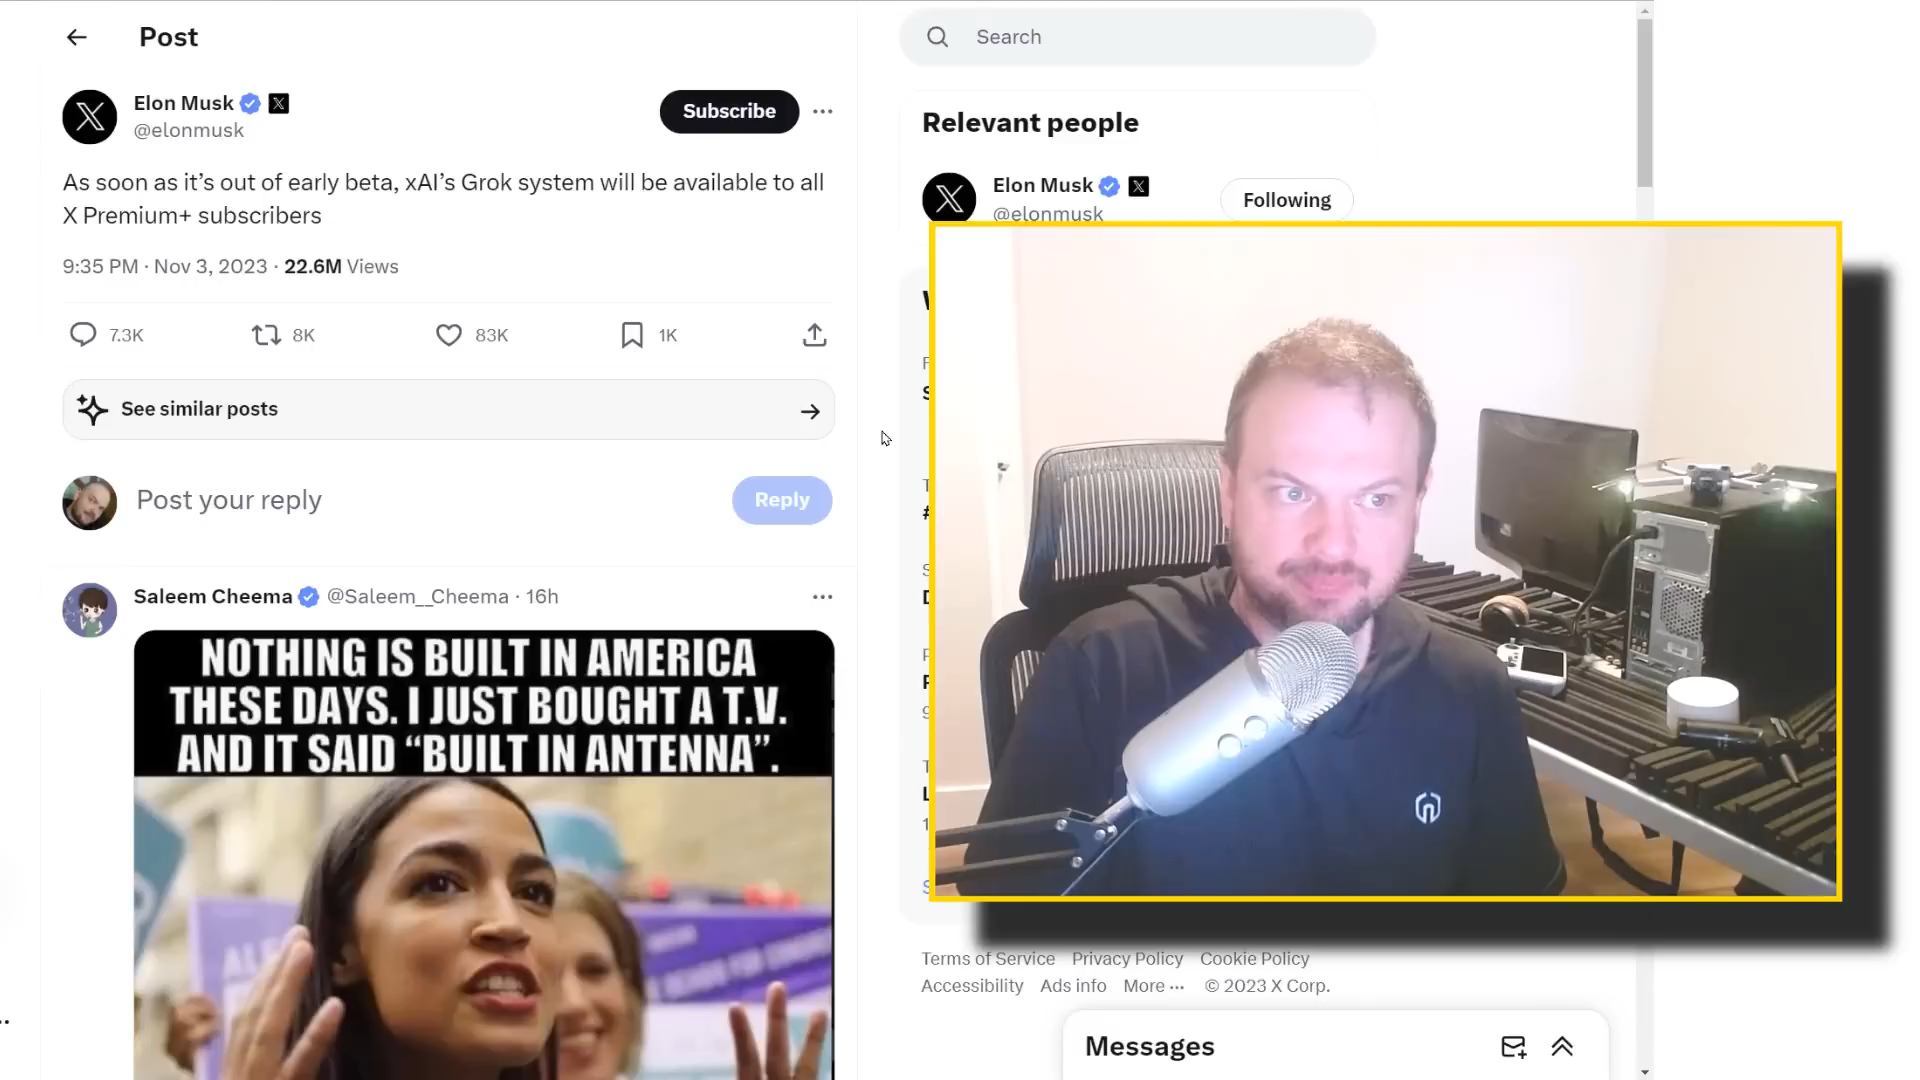 Post
Elon Musk
@elonmusk
Subscribe
As soon as it’s out of early beta, xAI’s Grok system will be available to all
X Premium+ subscribers
9:35 PM · Nov 3, 2023 · 22.6M Views
7.3K
8K
83K
1K
See similar posts
Post your reply
Reply
Saleem Cheema @Saleem__Cheema · 16h
NOTHING IS BUILT IN AMERICA
THESE DAYS. I JUST BOUGHT A T.V.
AND IT SAID “BUILT IN ANTENNA”.
Search
Relevant people
Elon Musk
@elonmusk
Following
Terms of Service Privacy Policy Cookie Policy
Accessibility Ads info More ··· © 2023 X Corp.
Messages